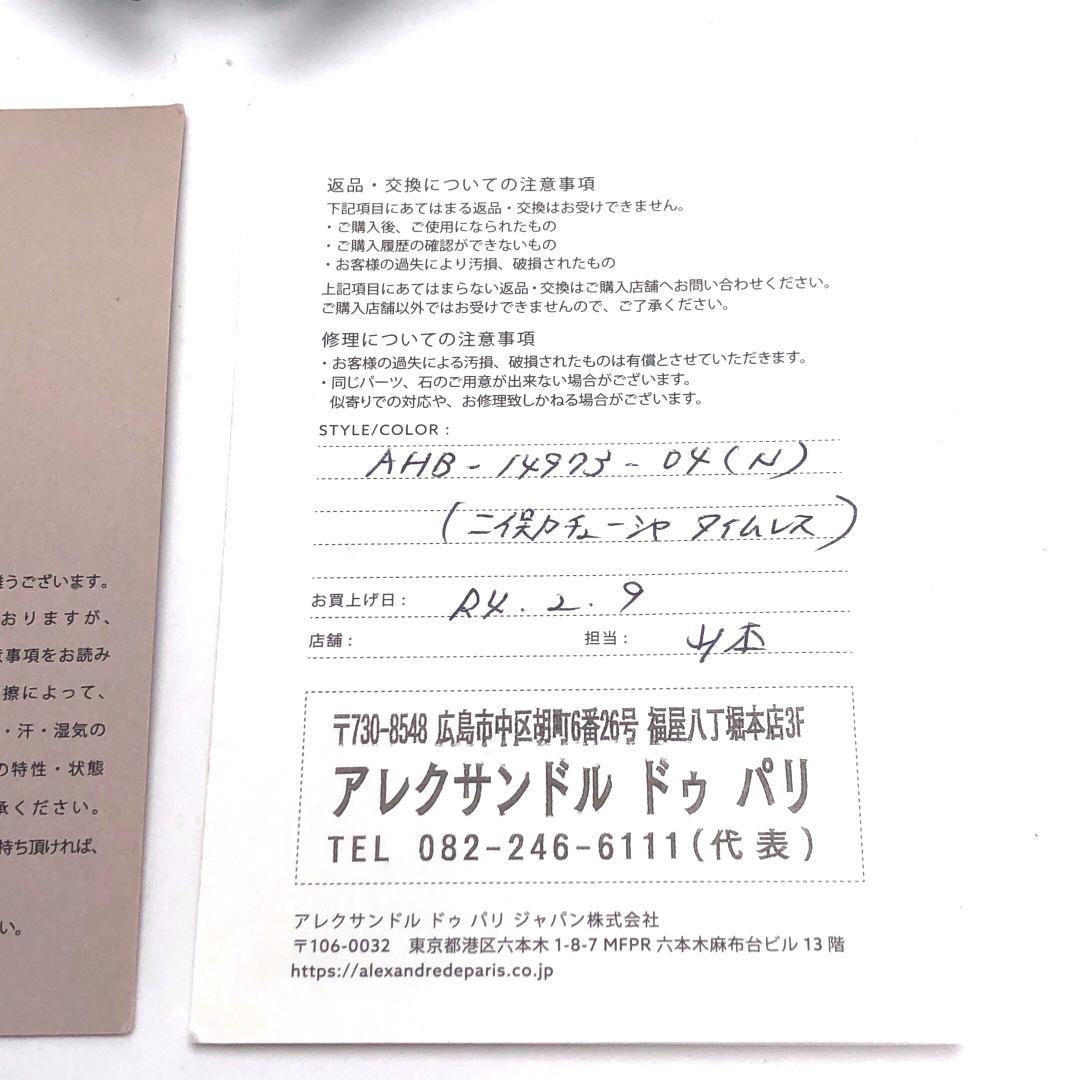 うございます。
おりますが、
意事項をお読み
擦によって、
・汗・湿気の
の特性・状態
承ください。
持ち頂ければ、
い。
返品・交換についての注意事項
下記項目にあてはまる返品・交換はお受けできません。
・ご購入後、ご使用になられたもの
・ご購入履歴の確認ができないもの
・お客様の過失により汚損、破損されたもの
上記項目にあてはまらない返品・交換はご購入店舗へお問い合わせください。
ご購入店舗以外ではお受けできませんので、ご了承ください。
修理についての注意事項
・お客様の過失による汚損、破損されたものは有償とさせていただきます。
・同じパーツ、石のご用意が出来ない場合がございます。
似寄りでの対応や、お修理致しかねる場合がございます。
STYLE/COLOR :
AHB-14973-04(N)
(カチューシャ タイムレス)
お買上げ日: R4.2.9
店舗: 担当: 山本
〒730-8548 広島市中区胡町6番26号 福屋八丁堀本店3F
アレクサンドル ドゥ パリ
TEL 082-246-6111(代表)
アレクサンドル ドゥ パリ ジャパン株式会社
〒106-0032 東京都港区六本木1-8-7 MFPR 六本木麻布台ビル 13 階
https://alexandredeparis.co.jp